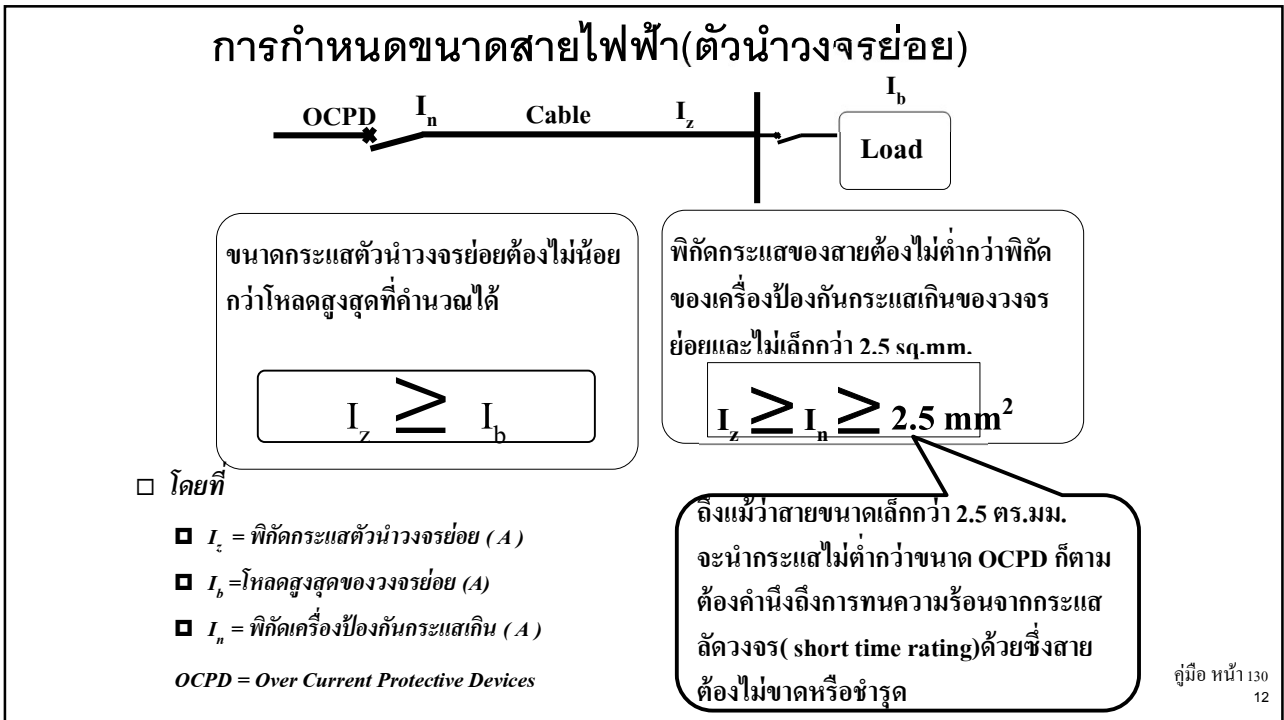 การกำหนดขนาดสายไฟฟ้า(ตัวนำวงจรย่อย)
OCPD I_n Cable I_z I_b
Load
ขนาดกระแสตัวนำวงจรย่อยต้องไม่น้อย
กว่าโหลดสูงสุดที่คำนวณได้
I_z ≥ I_b
พิกัดกระแสของสายต้องไม่ต่ำกว่าพิกัด
ของเครื่องป้องกันกระแสเกินของวงจร
ย่อยและไม่เล็กกว่า 2.5 sq.mm.
I_z ≥ I_n ≥ 2.5 mm²
□ โดยที่
I_z = พิกัดกระแสตัวนำวงจรย่อย ( A )
I_b =โหลดสูงสุดของวงจรย่อย (A)
I_n = พิกัดเครื่องป้องกันกระแสเกิน ( A )
OCPD = Over Current Protective Devices
ถึงแม้ว่าสายขนาดเล็กกว่า 2.5 ตร.มม.
จะนำกระแสไม่ต่ำกว่าขนาด OCPD ก็ตาม
ต้องคำนึงถึงการทนความร้อนจากกระแส
ลัดวงจร( short time rating)ด้วยซึ่งสาย
ต้องไม่ขาดหรือชำรุด
คู่มือ หน้า 130
12